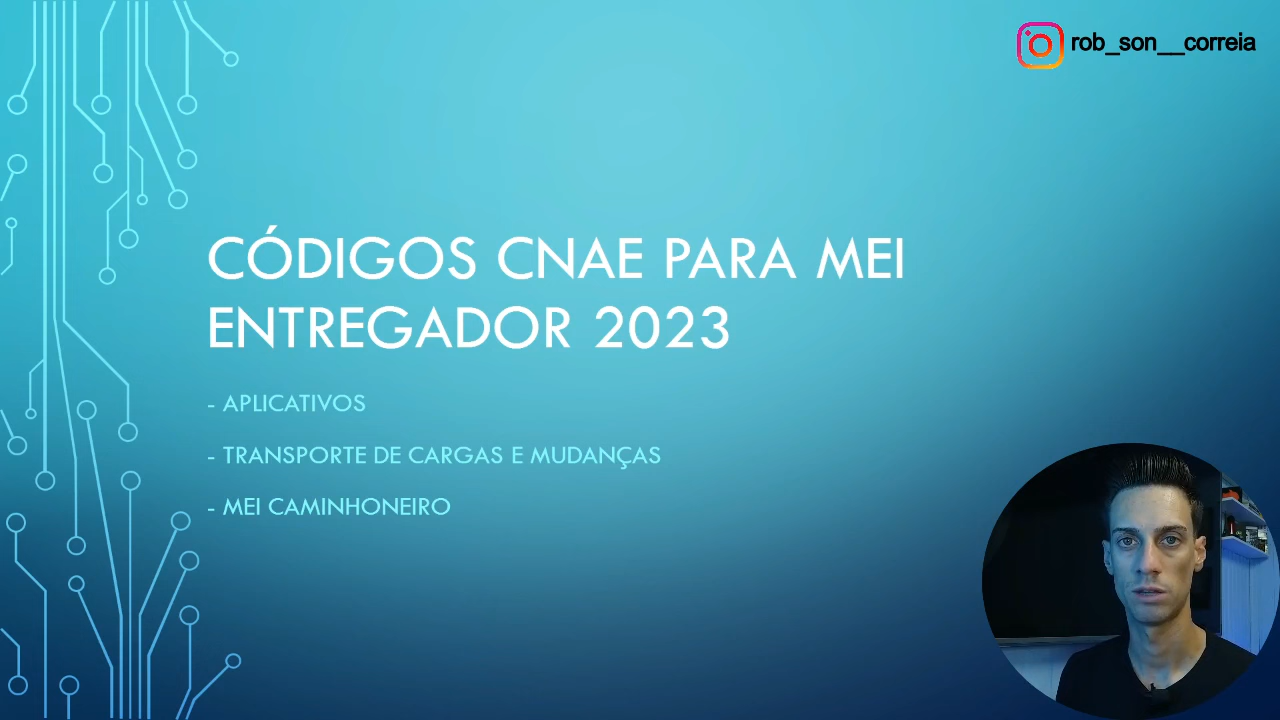 rob_son__correia
CÓDIGOS CNAE PARA MEI
ENTREGADOR 2023
- APLICATIVOS
- TRANSPORTE DE CARGAS E MUDANÇAS
- MEI CAMINHONEIRO